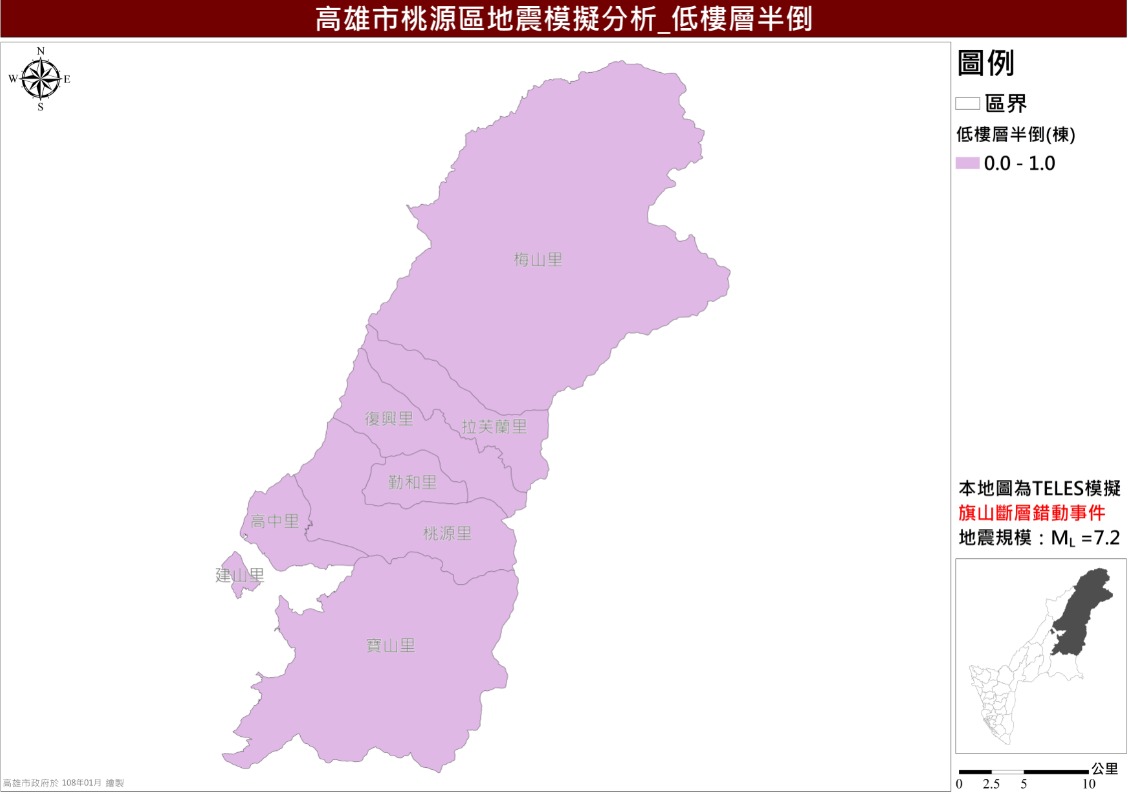 高雄市桃源區地震模擬分析_低樓層半倒
N
W E
S
圖例
區界
低樓層半倒(棟)
0.0 - 1.0
梅山里
復興里
拉芙蘭里
勤和里
高中里
桃源里
建山里
寶山里
本地圖為TELES模擬
旗山斷層錯動事件
地震規模：ML =7.2
公里
0 2.5 5 10
高雄市政府於 108年01月 繪製